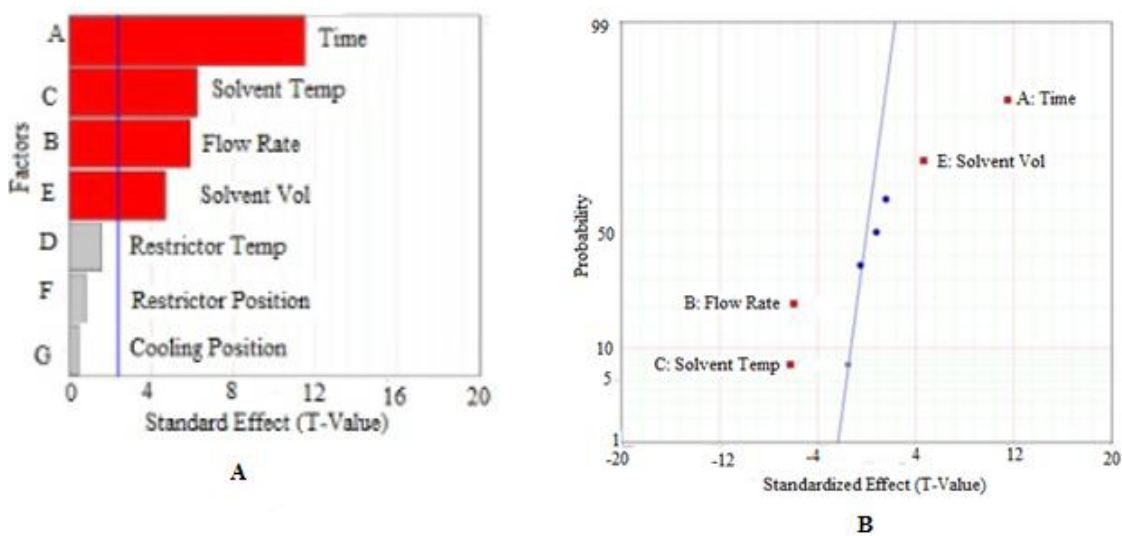 A
Time
C
Solvent Temp
B
Flow Rate
E
Solvent Vol
D
Restrictor Temp
F
Restrictor Position
G
Cooling Position
Factors
0 4 8 12 16 20
Standard Effect (T-Value)
A
99
50
10
5
1
Probability
A: Time
E: Solvent Vol
B: Flow Rate
C: Solvent Temp
-20 -12 -4 4 12 20
Standardized Effect (T-Value)
B